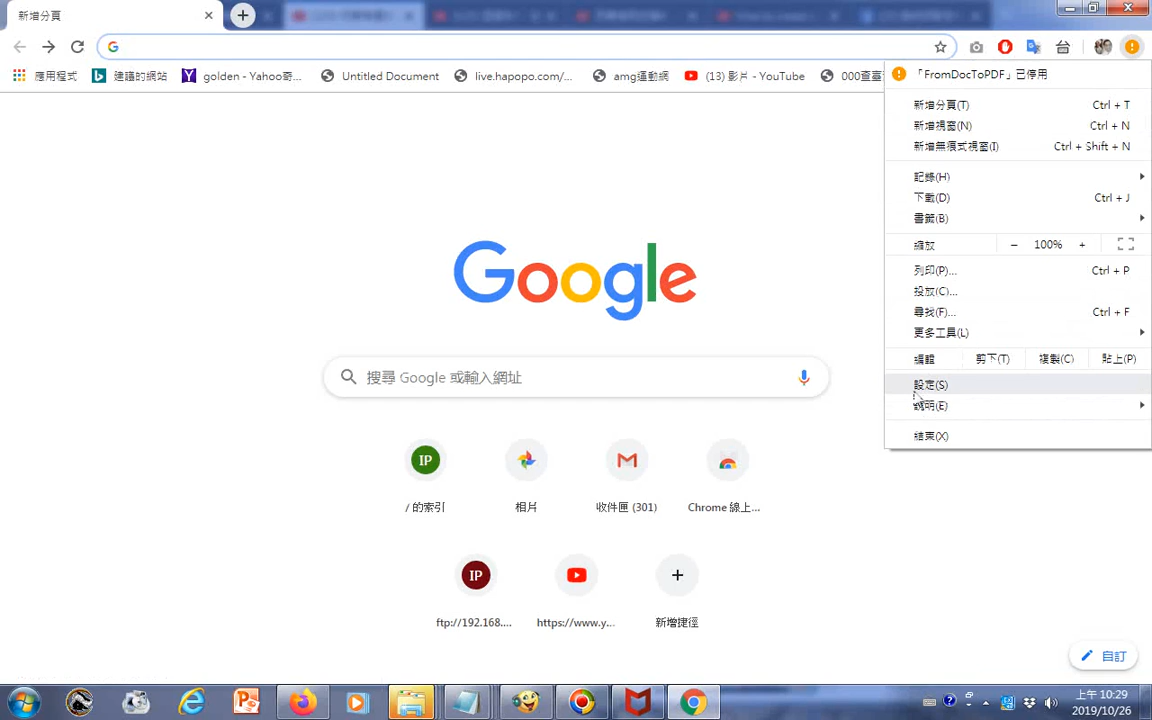 新增分頁
應用程式
建議的網站
golden - Yahoo奇...
Untitled Document
live.hapopo.com/...
amg運動網
(13) 影片 - YouTube
000查臺
「FromDocToPDF」已停用
新增分頁(T) Ctrl + T
新增視窗(N) Ctrl + N
新增無痕式視窗(I) Ctrl + Shift + N
記錄(H)
下載(D) Ctrl + J
書籤(B)
縮放 − 100% +
列印(P)... Ctrl + P
投放(C)...
尋找(F)... Ctrl + F
更多工具(L)
編輯 剪下(T) 複製(C) 貼上(P)
設定(S)
說明(E)
結束(X)
Google
搜尋 Google 或輸入網址
IP
/ 的索引
相片
收件匣 (301)
Chrome 線上...
IP
ftp://192.168....
https://www.y...
新增捷徑
自訂
上午 10:29
2019/10/26